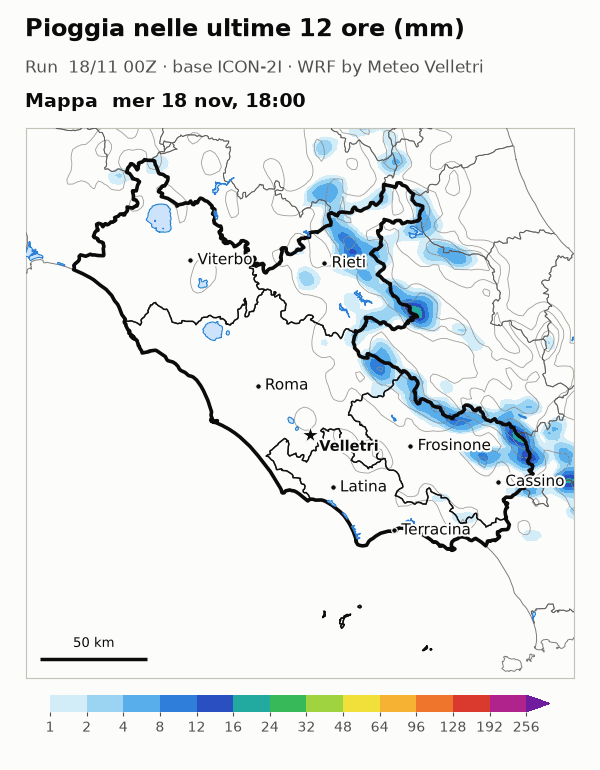 Pioggia nelle ultime 12 ore (mm)
Run  18/11 00Z · base ICON-2I · WRF by Meteo Velletri
Mappa  mer 18 nov, 18:00
Viterbo
Rieti
Roma
Velletri
Frosinone
Latina
Cassino
Terracina
50 km
1 2 4 8 12 16 24 32 48 64 96 128 192 256